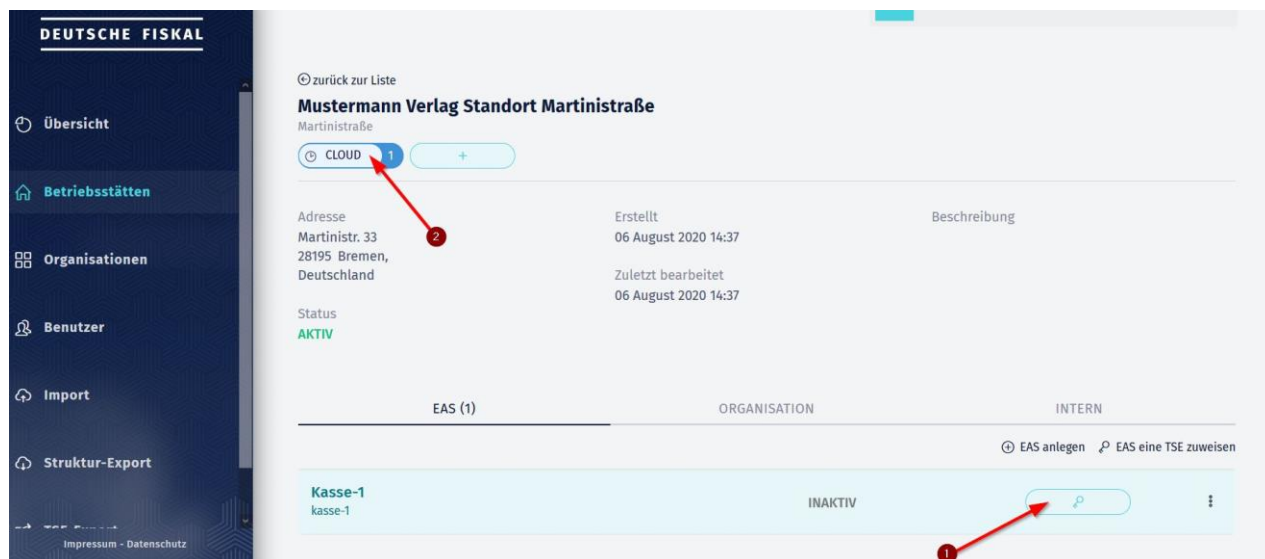 DEUTSCHE FISKAL
Übersicht
Betriebsstätten
Organisationen
Benutzer
Import
Struktur-Export
TSE-Export
Impressum - Datenschutz
zurück zur Liste
Mustermann Verlag Standort Martinistraße
Martinistraße
CLOUD 1 +
2
Adresse
Martinistr. 33
28195 Bremen,
Deutschland
Status
AKTIV
Erstellt
06 August 2020 14:37
Zuletzt bearbeitet
06 August 2020 14:37
Beschreibung
EAS (1) ORGANISATION INTERN
EAS anlegen EAS eine TSE zuweisen
Kasse-1
kasse-1
INAKTIV
1